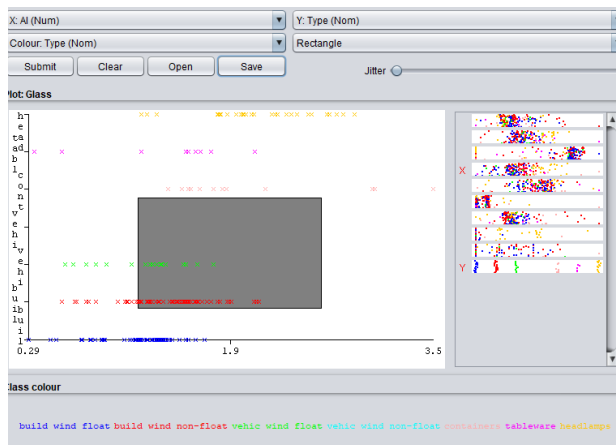 X: Al (Num) Y: Type (Nom)
Colour: Type (Nom) Rectangle
Submit Clear Open Save Jitter
Plot: Glass
h
e
t a
a d
b l
c
o
n
t
v e
h i
v
e
h i
b
u
i b
l u
i
l
0.29 1.9 3.5
X
Y
Class colour
build wind float build wind non-float vehic wind float vehic wind non-float containers tableware headlamps